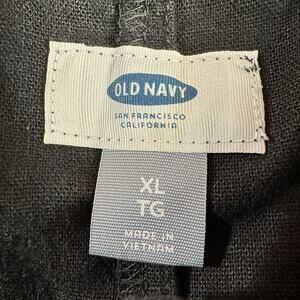 OLD NAVY
SAN FRANCISCO
CALIFORNIA
XL
TG
MADE IN
VIETNAM